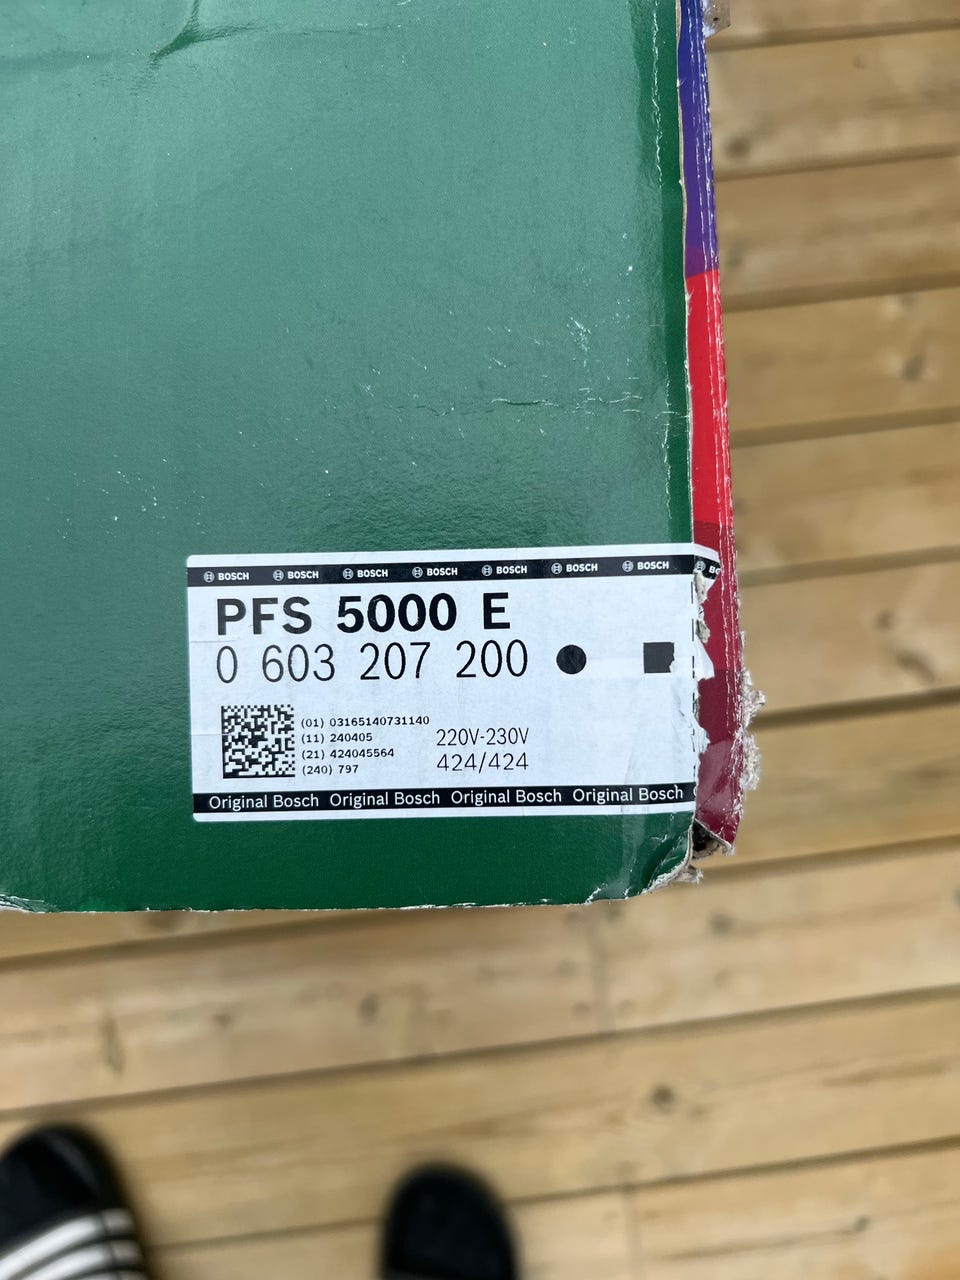 BOSCH BOSCH BOSCH BOSCH BOSCH BOSCH BOSCH
PFS 5000 E
0 603 207 200
(01) 03165140731140
(11) 240405
(21) 424045564
(240) 797
220V-230V
424/424
Original Bosch Original Bosch Original Bosch Original Bosch